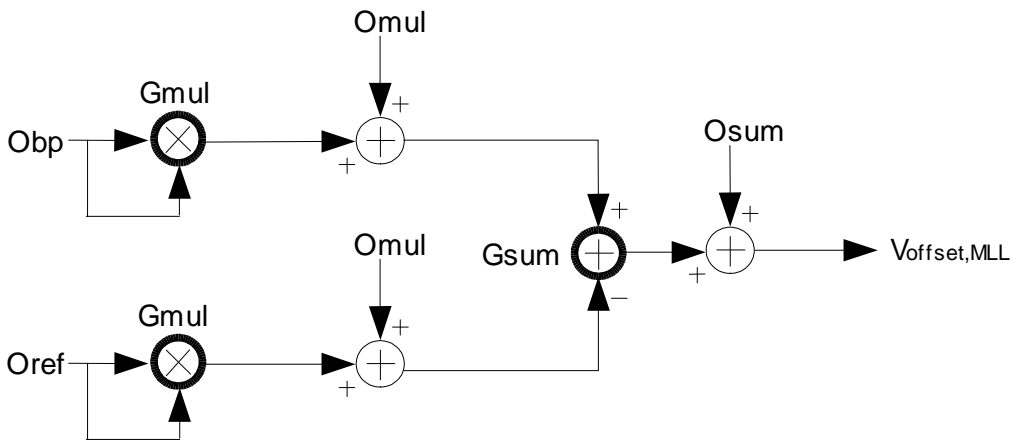 Omul
Gmul
+
Obp
+
Osum
+
+
Omul
Gsum
+
Voffset,MLL
Gmul
+
−
Oref
+